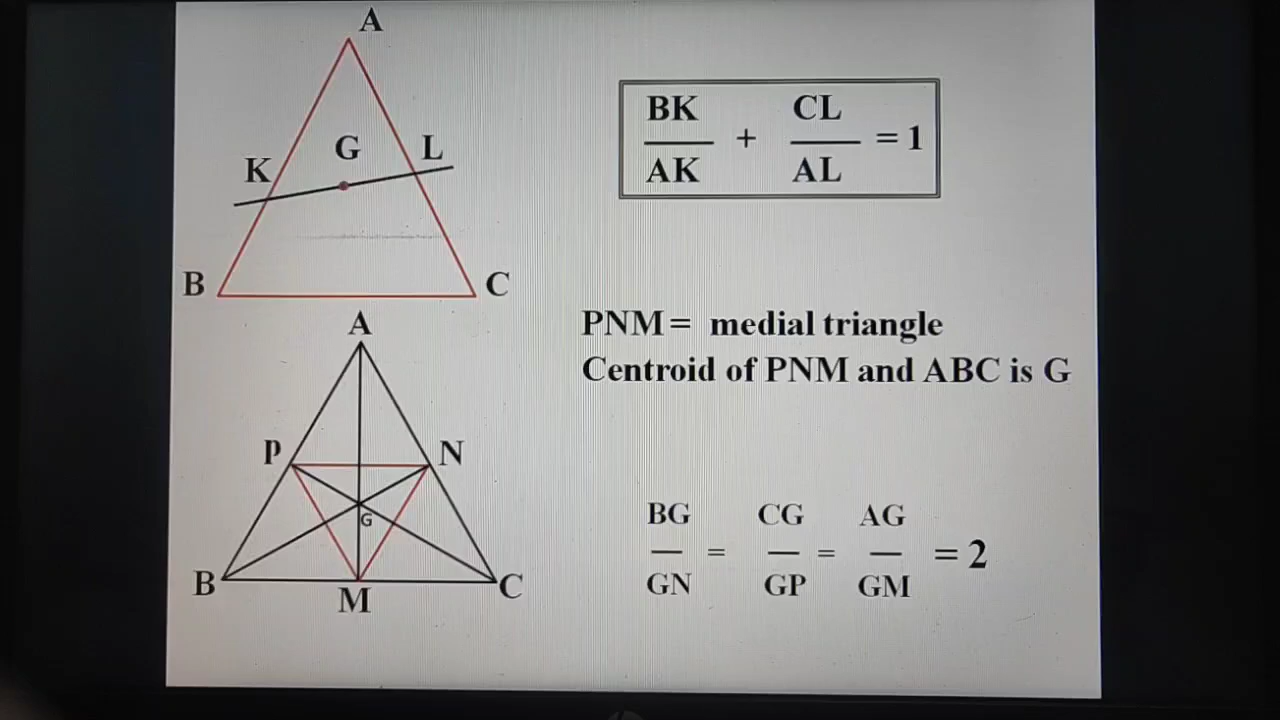 A
G
L
K
B
C
BK
CL
+
= 1
AK
AL
A
P
N
G
B
M
C
PNM = medial triangle
Centroid of PNM and ABC is G
BG CG AG
= = = 2
GN GP GM